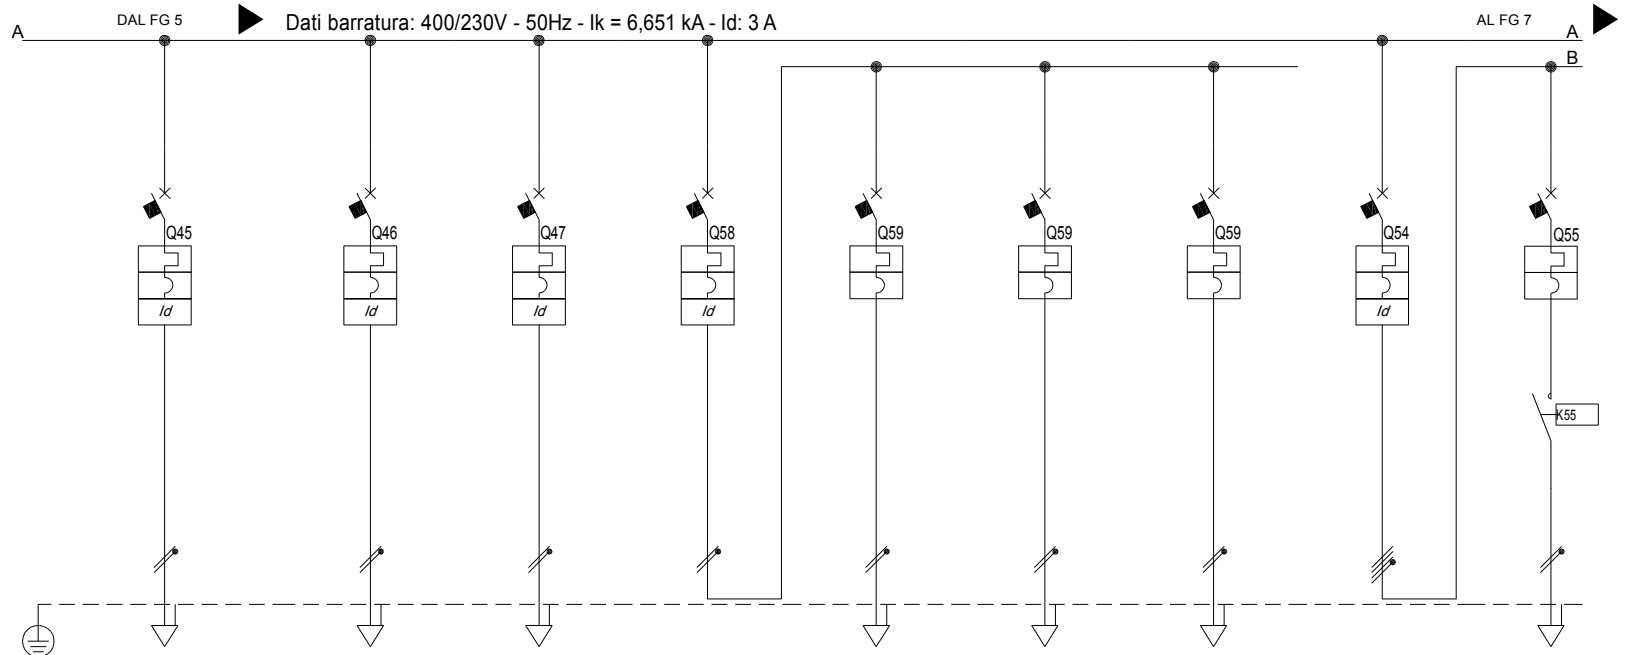 DAL FG 5
Dati barratura: 400/230V - 50Hz - Ik = 6,651 kA - Id: 3 A
AL FG 7
A
A
B
Q45
Q46
Q47
Q58
Q59
Q59
Q59
Q54
Q55
Id
Id
Id
Id
Id
K55